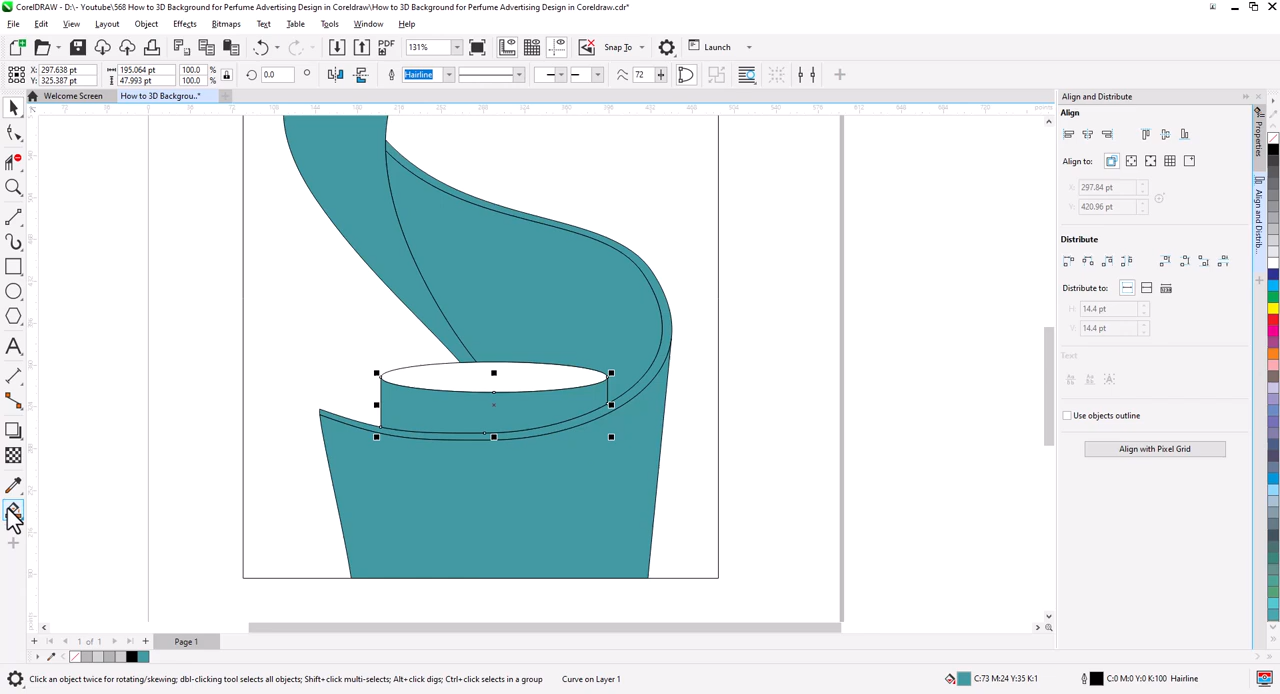 CorelDRAW - D:\- Youtube\568 How to 3D Background for Perfume Advertising Design in Coreldraw\How to 3D Background for Perfume Advertising Design in Coreldraw.cdr*
File Edit View Layout Object Effects Bitmaps Text Table Tools Window Help
PDF 131% Snap To Launch
X: 297.638 pt 195.064 pt 100.0 % 0.0 Hairline 72
Y: 325.387 pt 47.993 pt 100.0 %
Welcome Screen How to 3D Backgrou..*
points
Align and Distribute
Align
Align to:
X: 297.84 pt
Y: 420.96 pt
Distribute
Distribute to:
H: 14.4 pt
V: 14.4 pt
Text
Use objects outline
Align with Pixel Grid
Properties
Align and Distrib..
1 of 1 Page 1
Click an object twice for rotating/skewing; dbl-clicking tool selects all objects; Shift+click multi-selects; Alt+click digs; Ctrl+click selects in a group Curve on Layer 1 C:73 M:24 Y:35 K:1 C:0 M:0 Y:0 K:100 Hairline